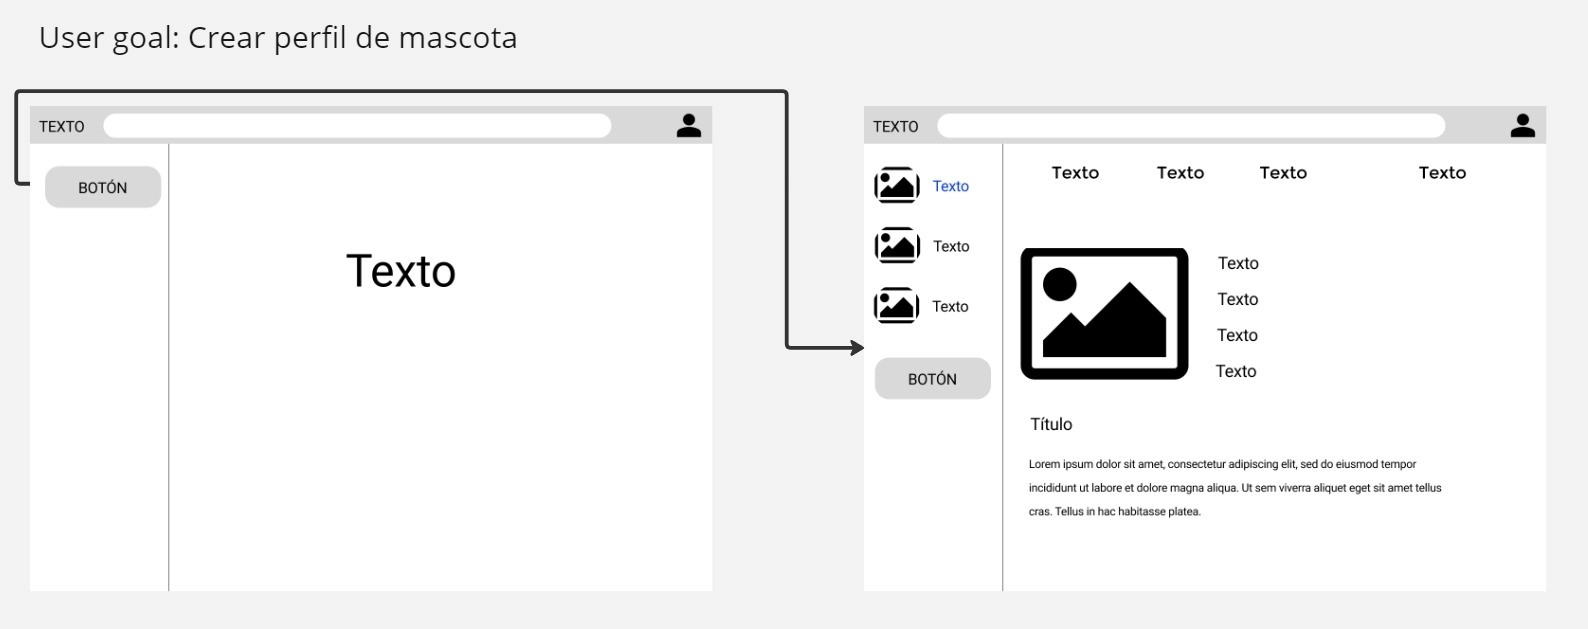 User goal: Crear perfil de mascota
TEXTO
BOTÓN
Texto
TEXTO
Texto
Texto
Texto
BOTÓN
Texto Texto Texto Texto
Texto
Texto
Texto
Texto
Título
Lorem ipsum dolor sit amet, consectetur adipiscing elit, sed do eiusmod tempor
incididunt ut labore et dolore magna aliqua. Ut sem viverra aliquet eget sit amet tellus
cras. Tellus in hac habitasse platea.